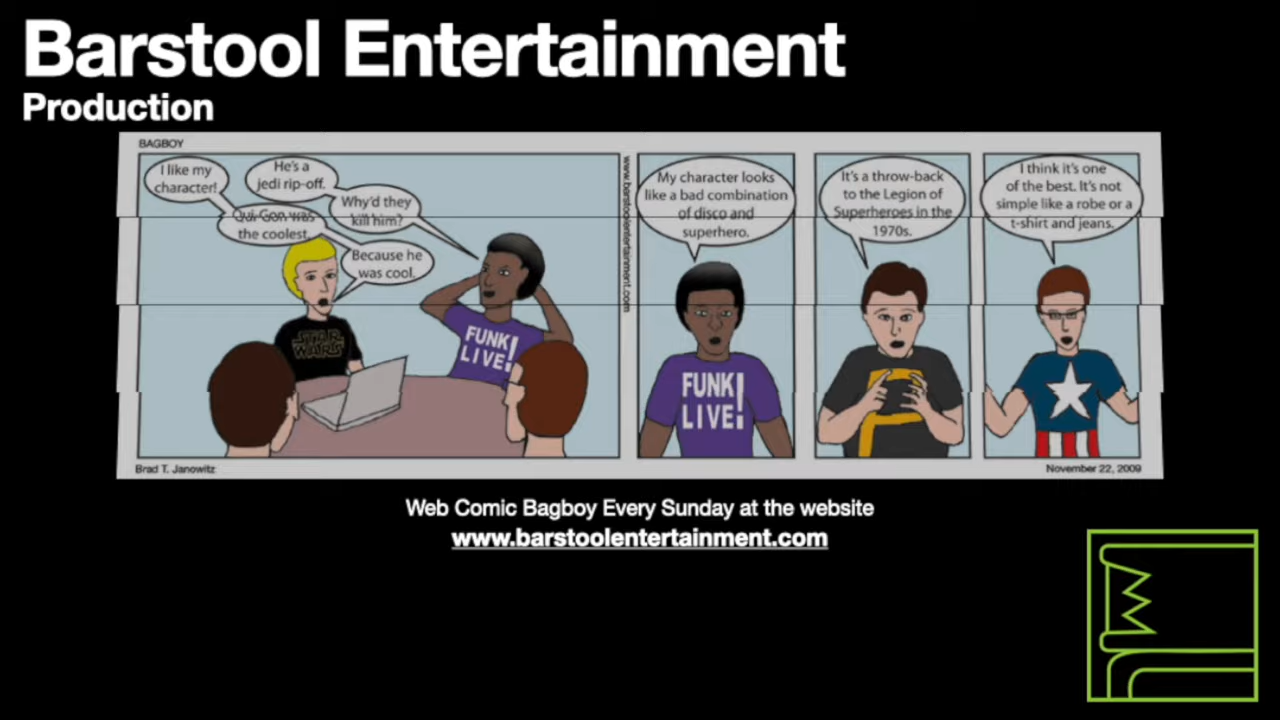 Barstool Entertainment
Production
BAGBOY
I like my
character!
He's a
jedi rip-off.
Qui-Gon was
the coolest.
Why'd they
kill him?
Because he
was cool.
STAR
WARS
FUNK
LIVE!
www.barstoolentertainment.com
My character looks
like a bad combination
of disco and
superhero.
FUNK
LIVE!
It's a throw-back
to the Legion of
Superheroes in the
1970s.
I think it's one
of the best. It's not
simple like a robe or a
t-shirt and jeans.
Brad T. Janowitz
November 22, 2009
Web Comic Bagboy Every Sunday at the website
www.barstoolentertainment.com